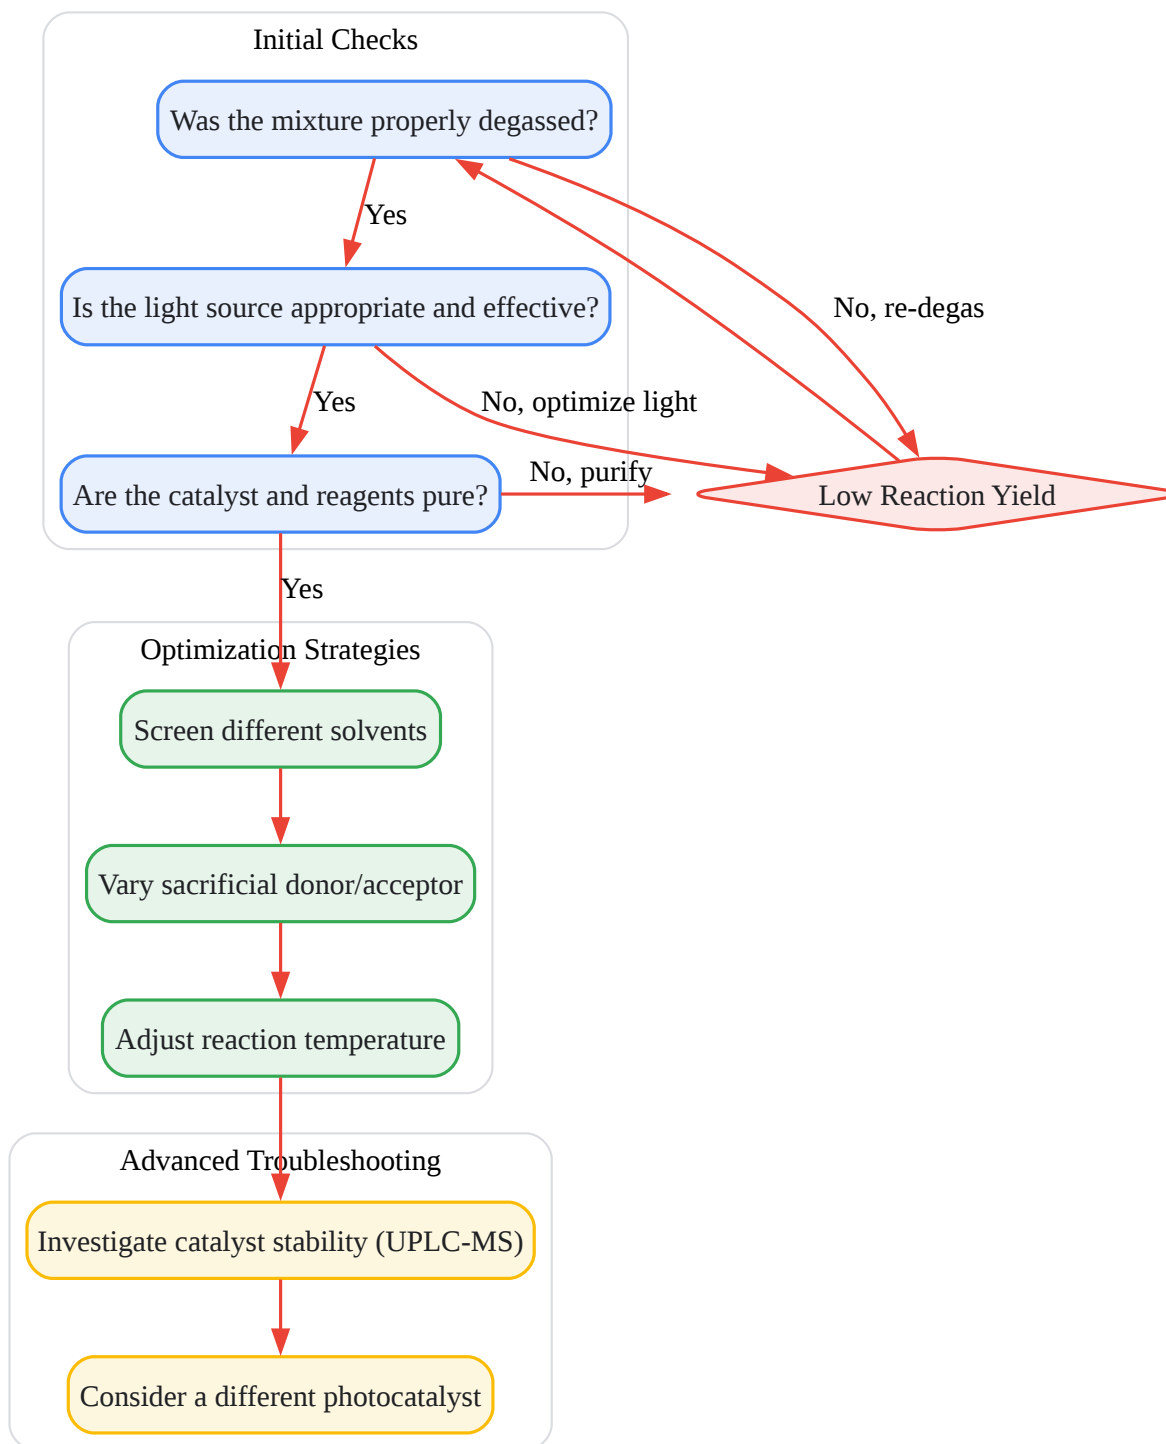 Initial Checks
Was the mixture properly degassed?
Yes
Is the light source appropriate and effective?
No, re-degas
Yes
No, optimize light
No, purify
Are the catalyst and reagents pure?
Low Reaction Yield
Yes
Optimization Strategies
Screen different solvents
Vary sacrificial donor/acceptor
Adjust reaction temperature
Advanced Troubleshooting
Investigate catalyst stability (UPLC-MS)
Consider a different photocatalyst